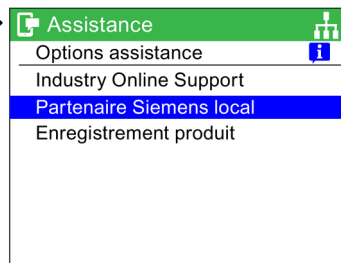 Assistance
Options assistance
Industry Online Support
Partenaire Siemens local
Enregistrement produit